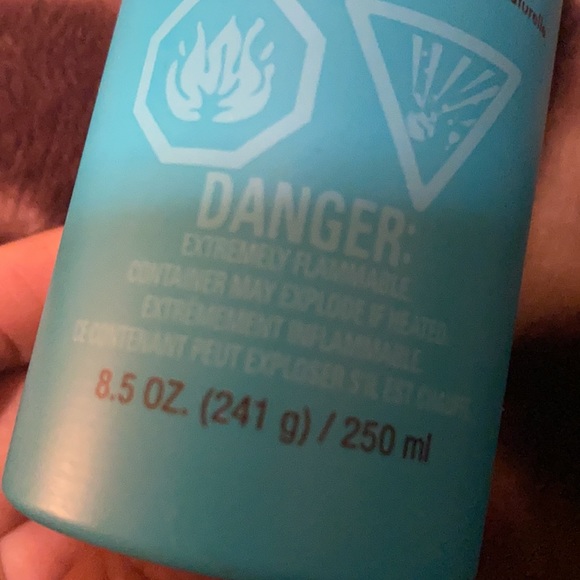 DANGER:
EXTREMELY FLAMMABLE
CONTAINER MAY EXPLODE IF HEATED.
EXTRÊMEMENT INFLAMMABLE
CE CONTENANT PEUT EXPLOSER S'IL EST CHAUFFÉ.
8.5 OZ. (241 g) / 250 ml